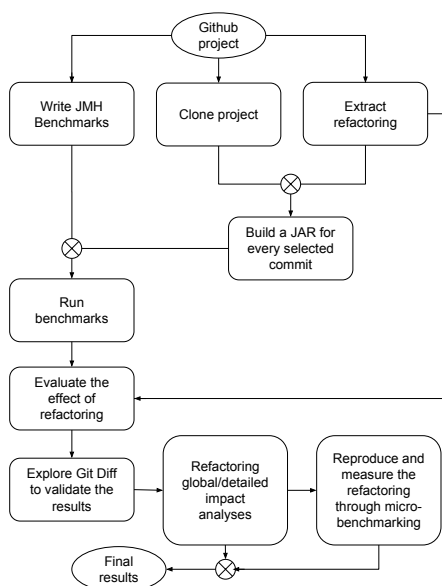 Github
project
Write JMH
Benchmarks
Clone project
Extract
refactoring
Build a JAR for
every selected
commit
Run
benchmarks
Evaluate the
effect of
refactoring
Explore Git Diff
to validate the
results
Refactoring
global/detailed
impact
analyses
Reproduce and
measure the
refactoring
through micro-
benchmarking
Final
results